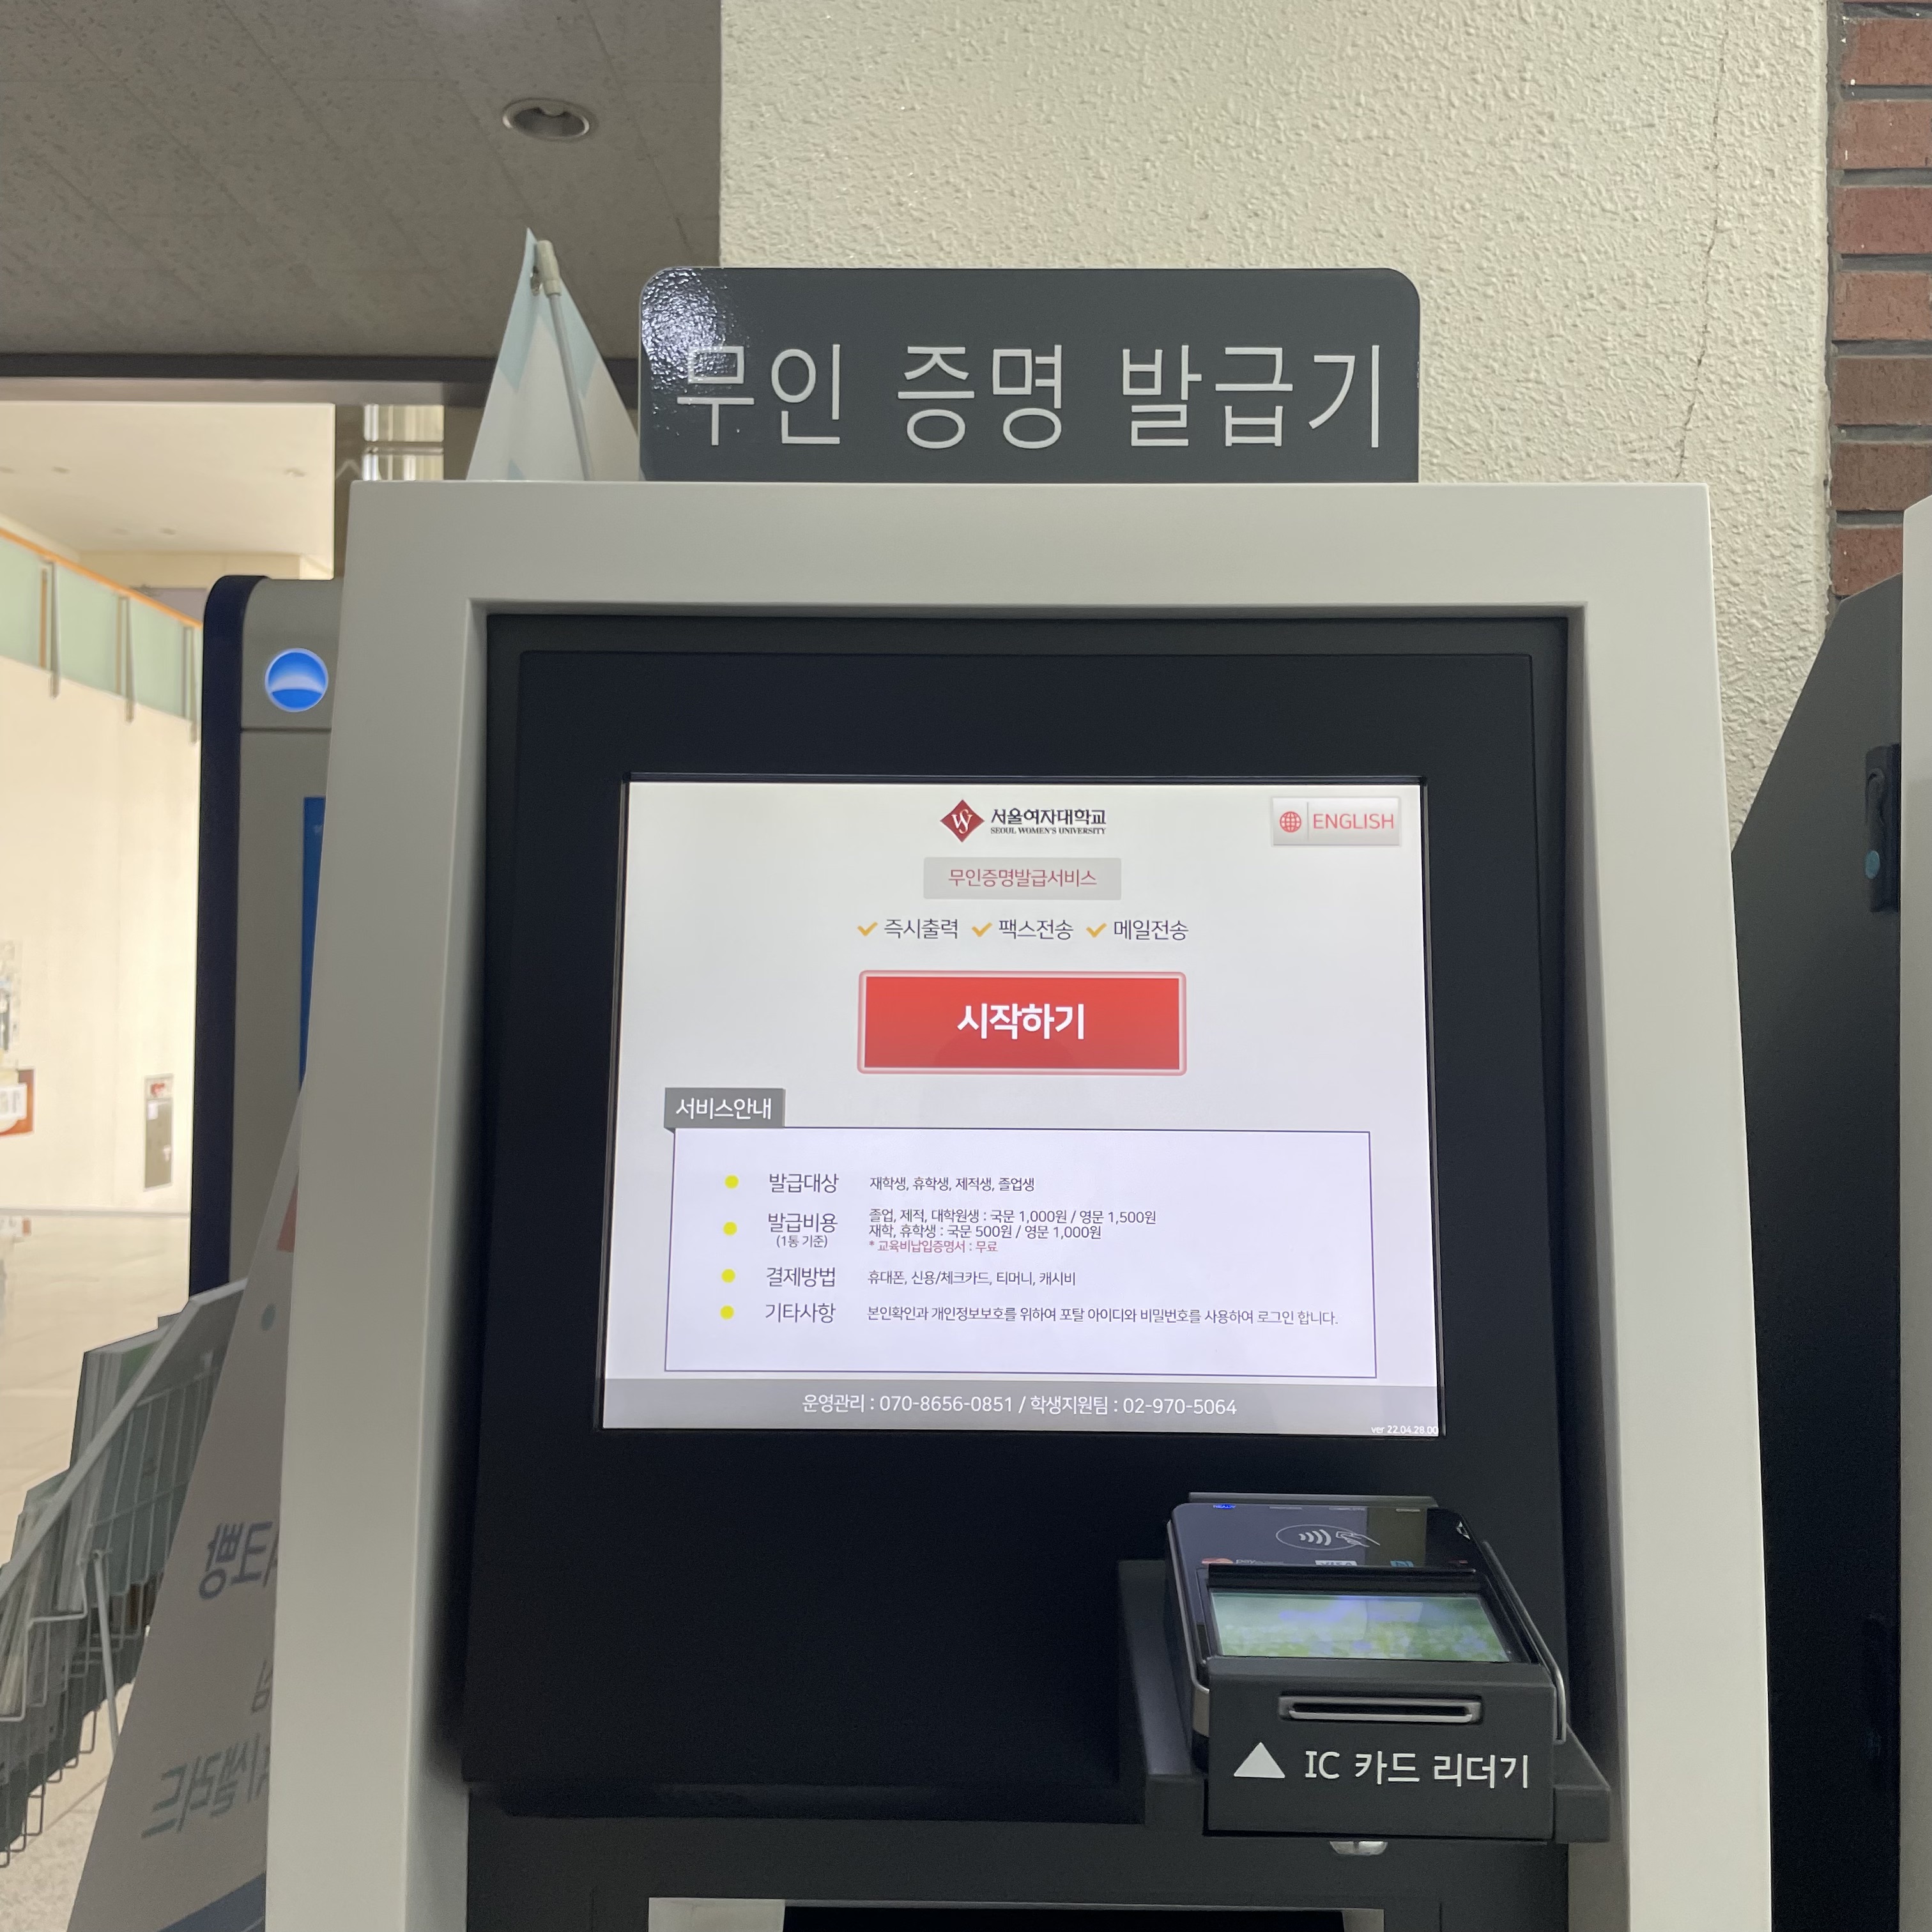 무인 증명 발급기
서울여자대학교
SEOUL WOMEN'S UNIVERSITY
ENGLISH
무인증명발급서비스
즉시출력 팩스전송 메일전송
시작하기
서비스안내
발급대상 재학생, 휴학생, 제적생, 졸업생
발급비용 졸업, 제적, 대학원생 : 국문 1,000원 / 영문 1,500원
(1통 기준) 재학, 휴학생 : 국문 500원 / 영문 1,000원
* 교육비납입증명서 : 무료
결제방법 휴대폰, 신용/체크카드, 티머니, 캐시비
기타사항 본인확인과 개인정보보호를 위하여 포탈 아이디와 비밀번호를 사용하여 로그인 합니다.
운영관리 : 070-8656-0851 / 학생지원팀 : 02-970-5064
ver 22.04.28.00
IC 카드 리더기